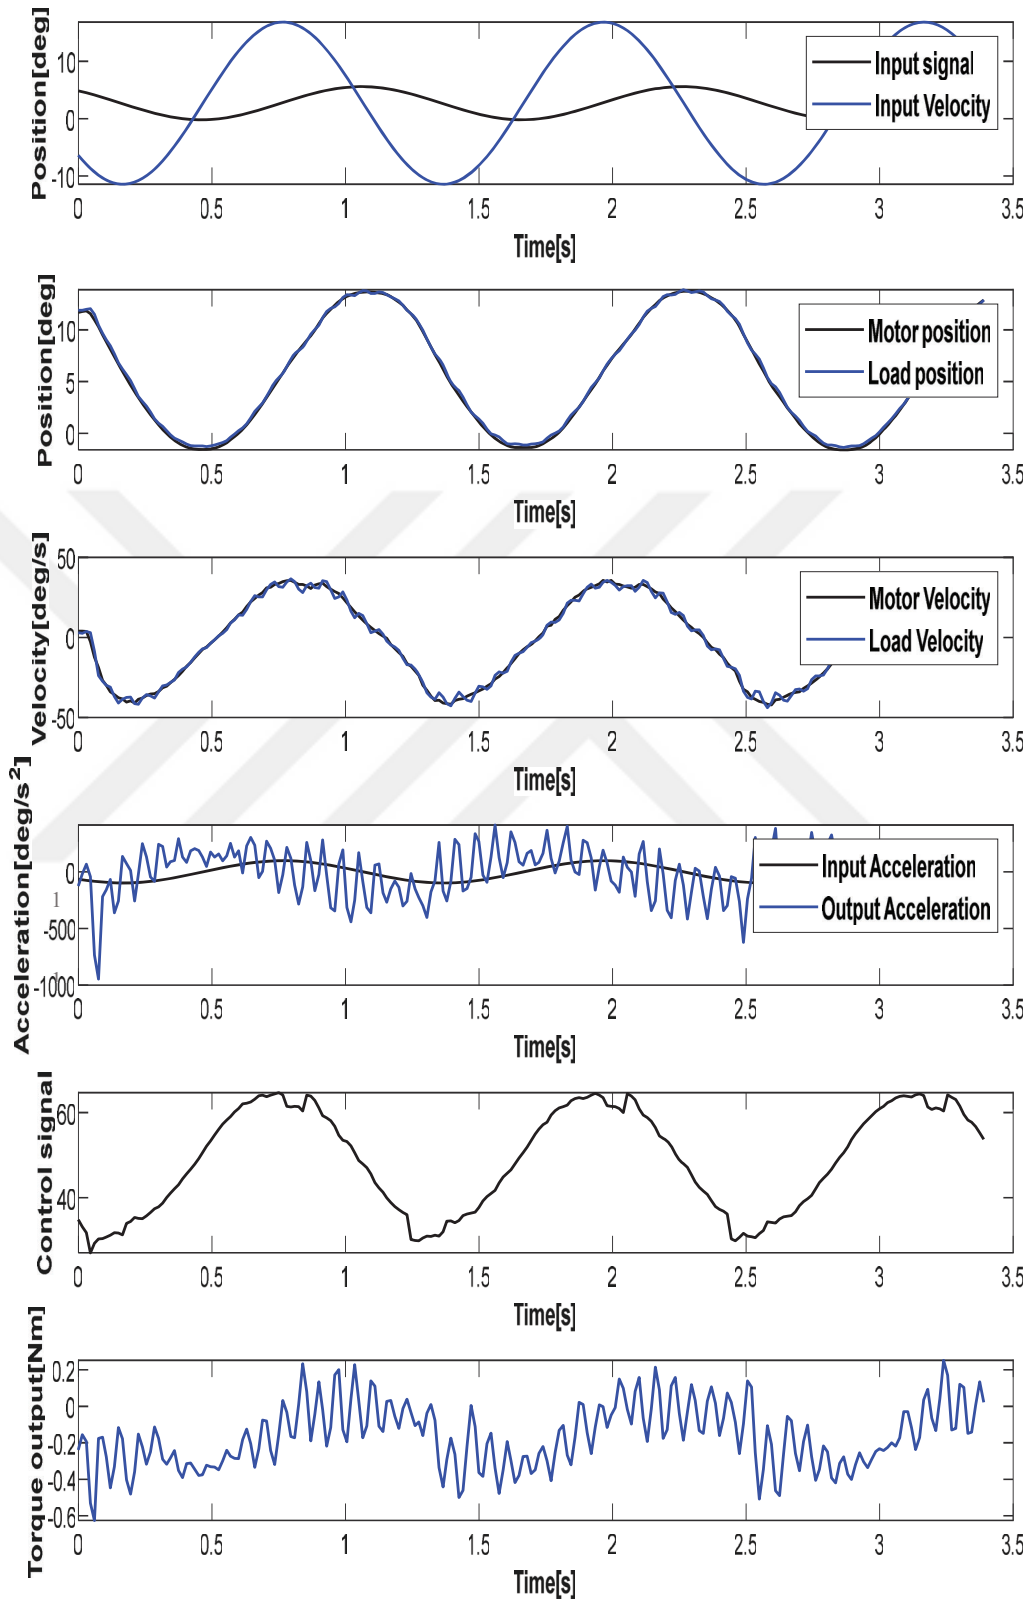 Position[deg]
10
0
-10
Input signal
Input Velocity
0 0.5 1 1.5 2 2.5 3 3.5
Time[s]
Position[deg]
10
5
0
Motor position
Load position
0 0.5 1 1.5 2 2.5 3 3.5
Time[s]
Velocity[deg/s]
50
0
-50
Motor Velocity
Load Velocity
0 0.5 1 1.5 2 2.5 3 3.5
Time[s]
Acceleration[deg/s²]
0
1
-500
-1000
Input Acceleration
Output Acceleration
0 0.5 1 1.5 2 2.5 3 3.5
Time[s]
Control signal
60
40
0 0.5 1 1.5 2 2.5 3 3.5
Time[s]
Torque output[Nm]
0.2
0
-0.2
-0.4
-0.6
0 0.5 1 1.5 2 2.5 3 3.5
Time[s]